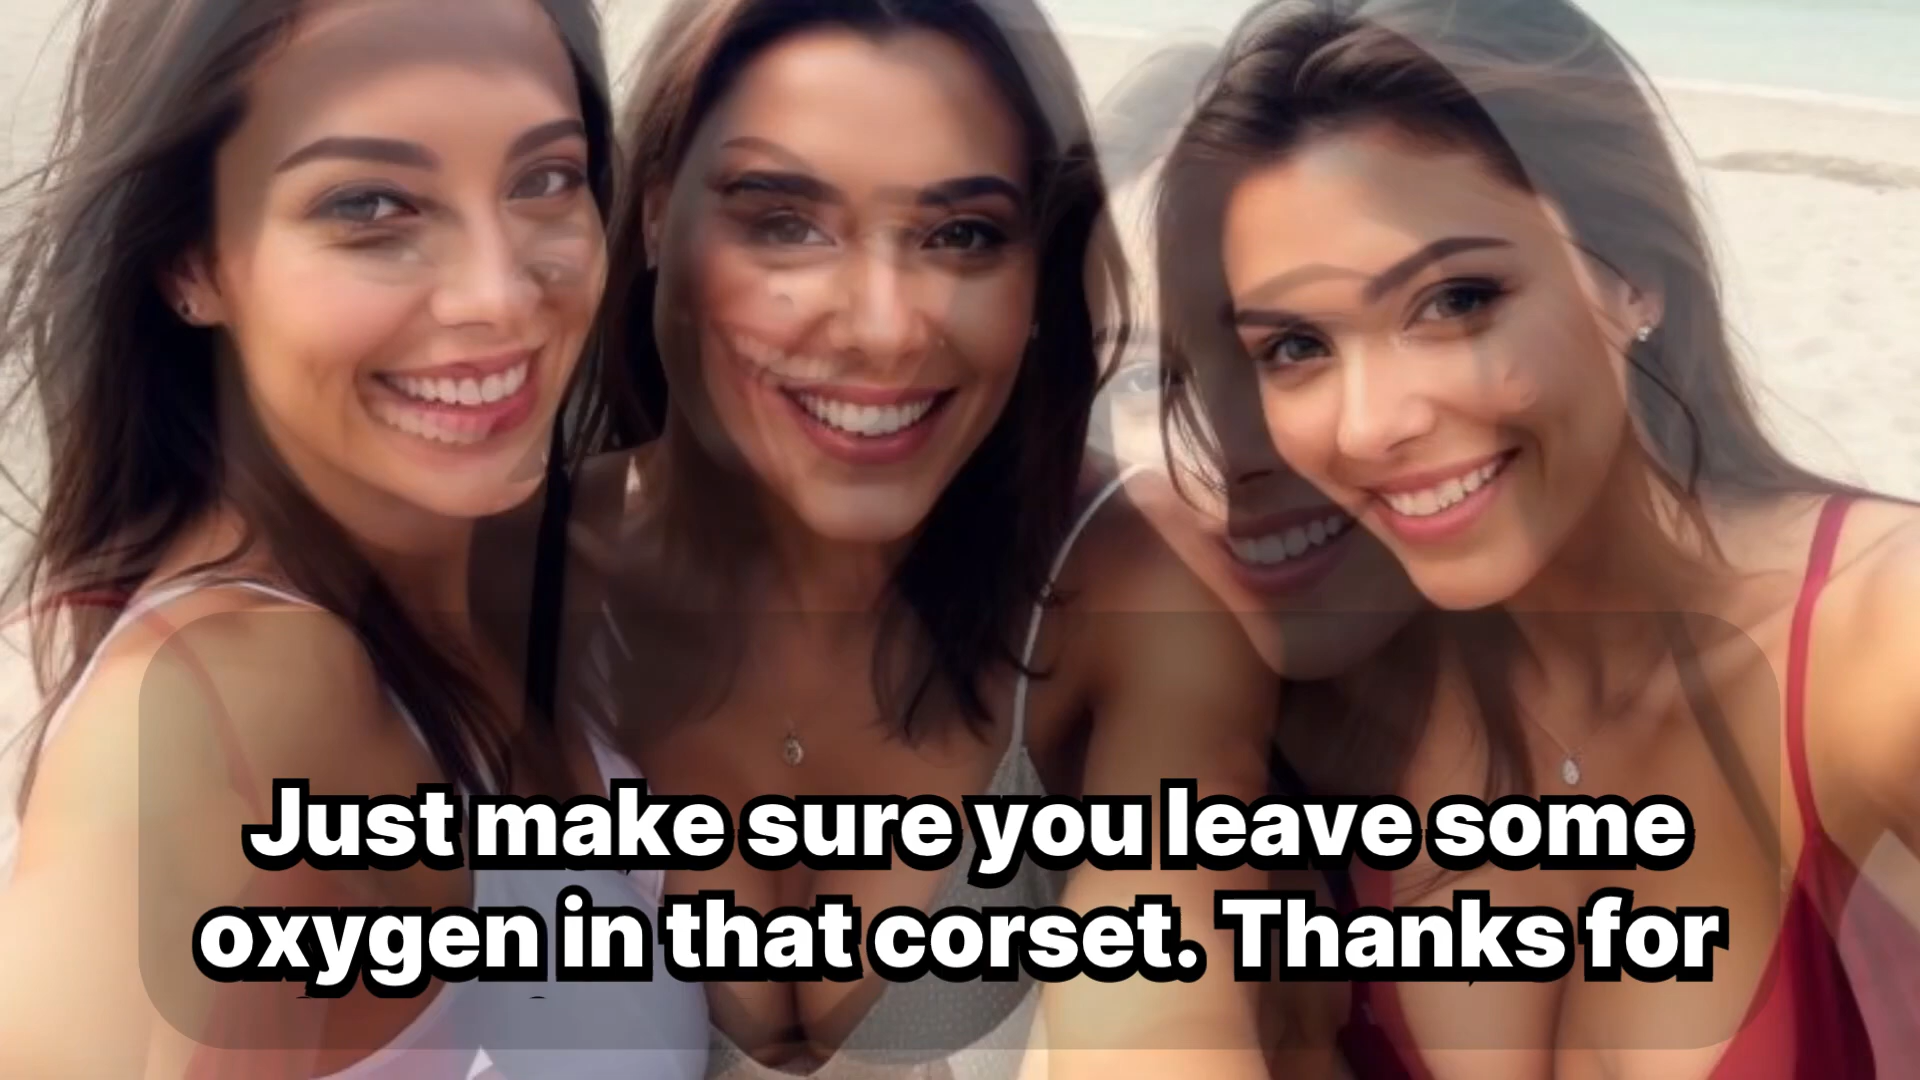 Just make sure you leave some
oxygen in that corset. Thanks for